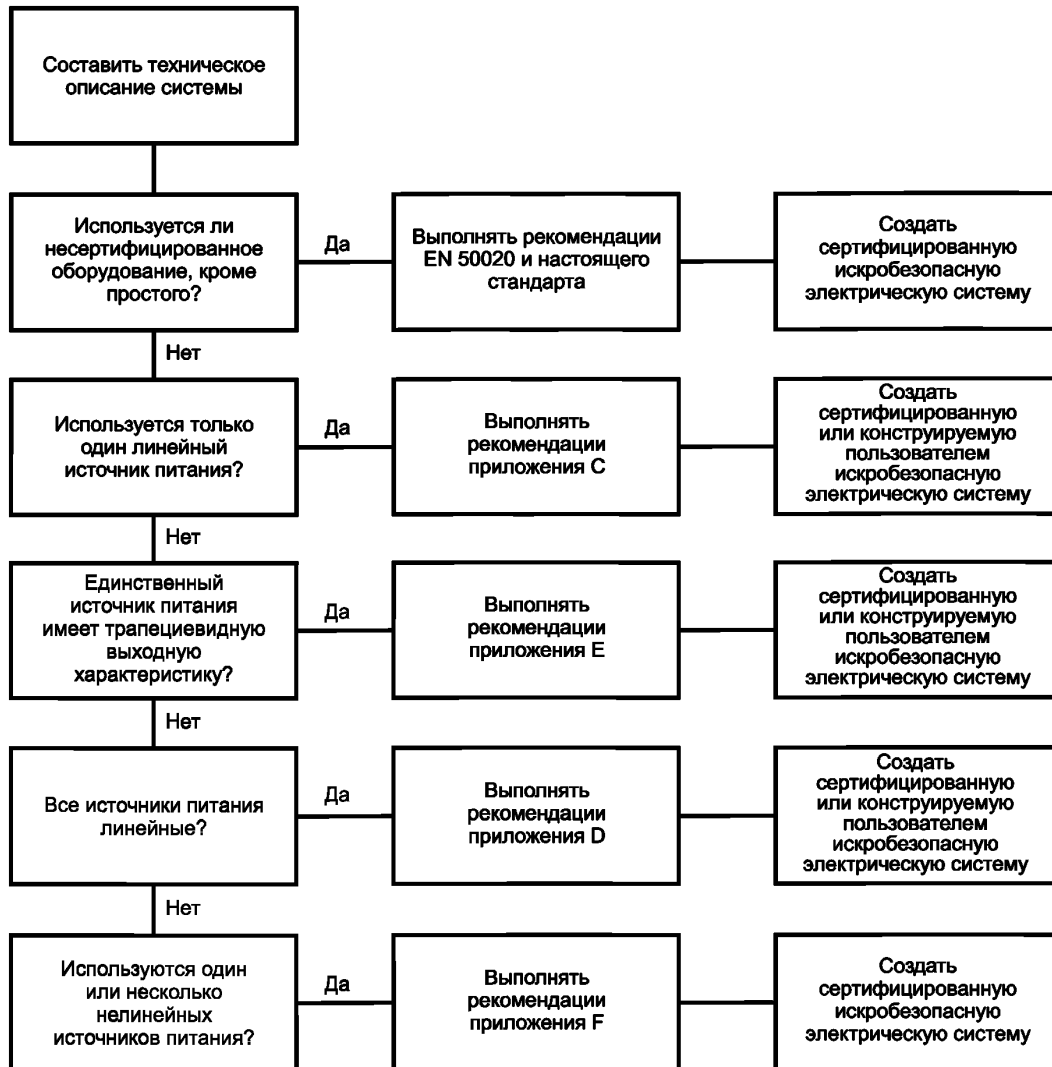 Составить техническое
описание системы
Используется ли
несертифицированное
оборудование, кроме
простого?
Да
Выполнять рекомендации
EN 50020 и настоящего
стандарта
Создать
сертифицированную
искробезопасную
электрическую систему
Нет
Используется только
один линейный
источник питания?
Да
Выполнять
рекомендации
приложения C
Создать
сертифицированную
или конструируемую
пользователем
искробезопасную
электрическую систему
Нет
Единственный
источник питания
имеет трапециевидную
выходную
характеристику?
Да
Выполнять
рекомендации
приложения E
Создать
сертифицированную
или конструируемую
пользователем
искробезопасную
электрическую систему
Нет
Все источники питания
линейные?
Да
Выполнять
рекомендации
приложения D
Создать
сертифицированную
или конструируемую
пользователем
искробезопасную
электрическую систему
Нет
Используются один
или несколько
нелинейных
источников питания?
Да
Выполнять
рекомендации
приложения F
Создать
сертифицированную
искробезопасную
электрическую систему